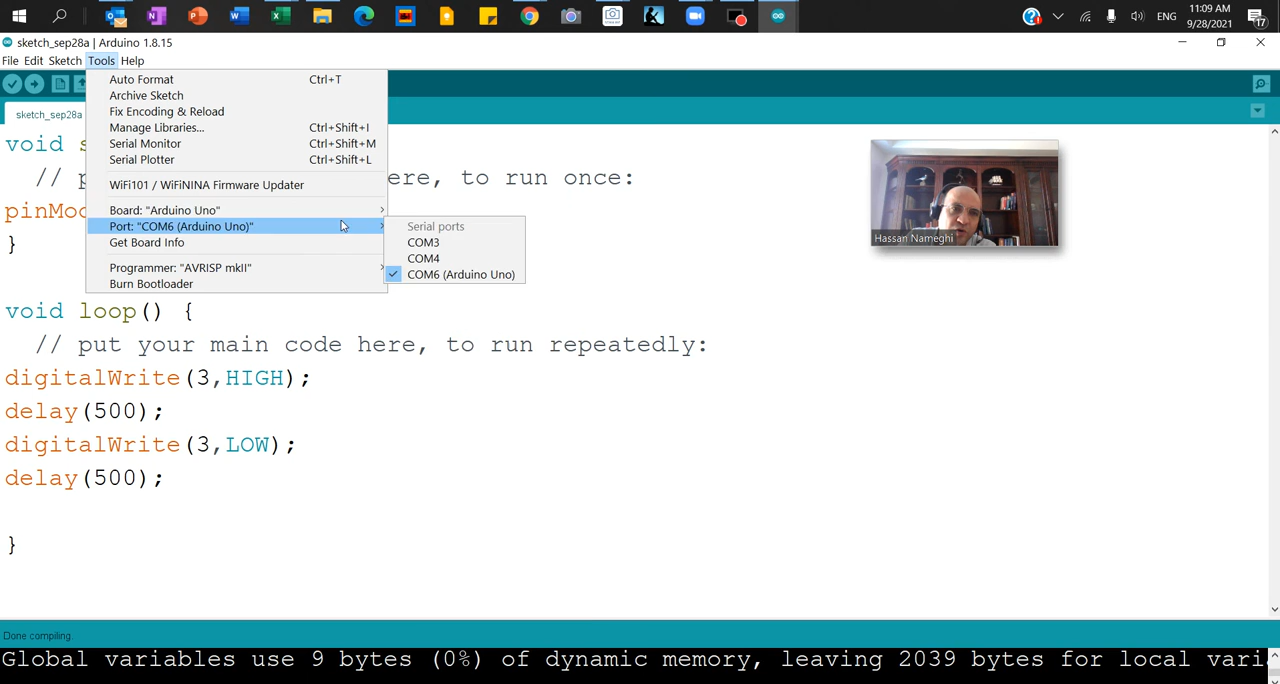 11:09 AM
ENG
9/28/2021
17
sketch_sep28a | Arduino 1.8.15
File Edit Sketch Tools Help
Auto Format Ctrl+T
Archive Sketch
Fix Encoding & Reload
Manage Libraries... Ctrl+Shift+I
Serial Monitor Ctrl+Shift+M
Serial Plotter Ctrl+Shift+L
WiFi101 / WiFiNINA Firmware Updater
Board: "Arduino Uno"
Port: "COM6 (Arduino Uno)"
Get Board Info
Programmer: "AVRISP mkII"
Burn Bootloader
Serial ports
COM3
COM4
COM6 (Arduino Uno)
sketch_sep28a
void s
// p ere, to run once:
pinMod
}
void loop() {
// put your main code here, to run repeatedly:
digitalWrite(3,HIGH);
delay(500);
digitalWrite(3,LOW);
delay(500);
}
Hassan Nameghi
Done compiling.
Global variables use 9 bytes (0%) of dynamic memory, leaving 2039 bytes for local varia